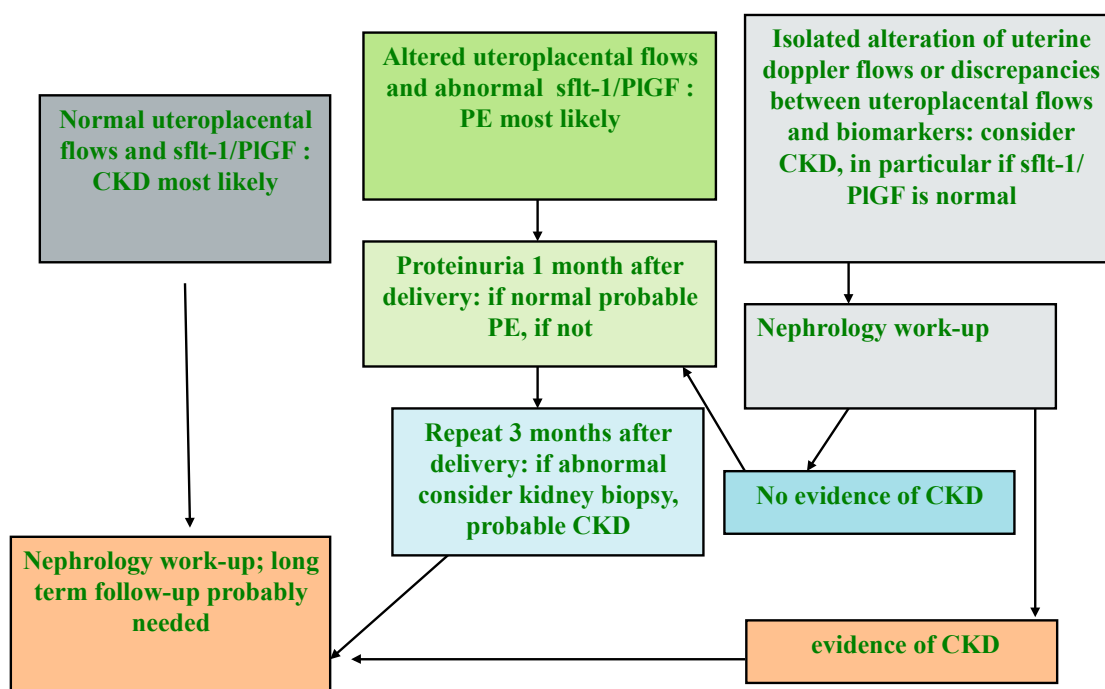 Normal uteroplacental
flows and sflt-1/PlGF :
CKD most likely
Altered uteroplacental flows
and abnormal sflt-1/PlGF :
PE most likely
Isolated alteration of uterine
doppler flows or discrepancies
between uteroplacental flows
and biomarkers: consider
CKD, in particular if sflt-1/
PlGF is normal
Proteinuria 1 month after
delivery: if normal probable
PE, if not
Nephrology work-up
Repeat 3 months after
delivery: if abnormal
consider kidney biopsy,
probable CKD
No evidence of CKD
Nephrology work-up; long
term follow-up probably
needed
evidence of CKD